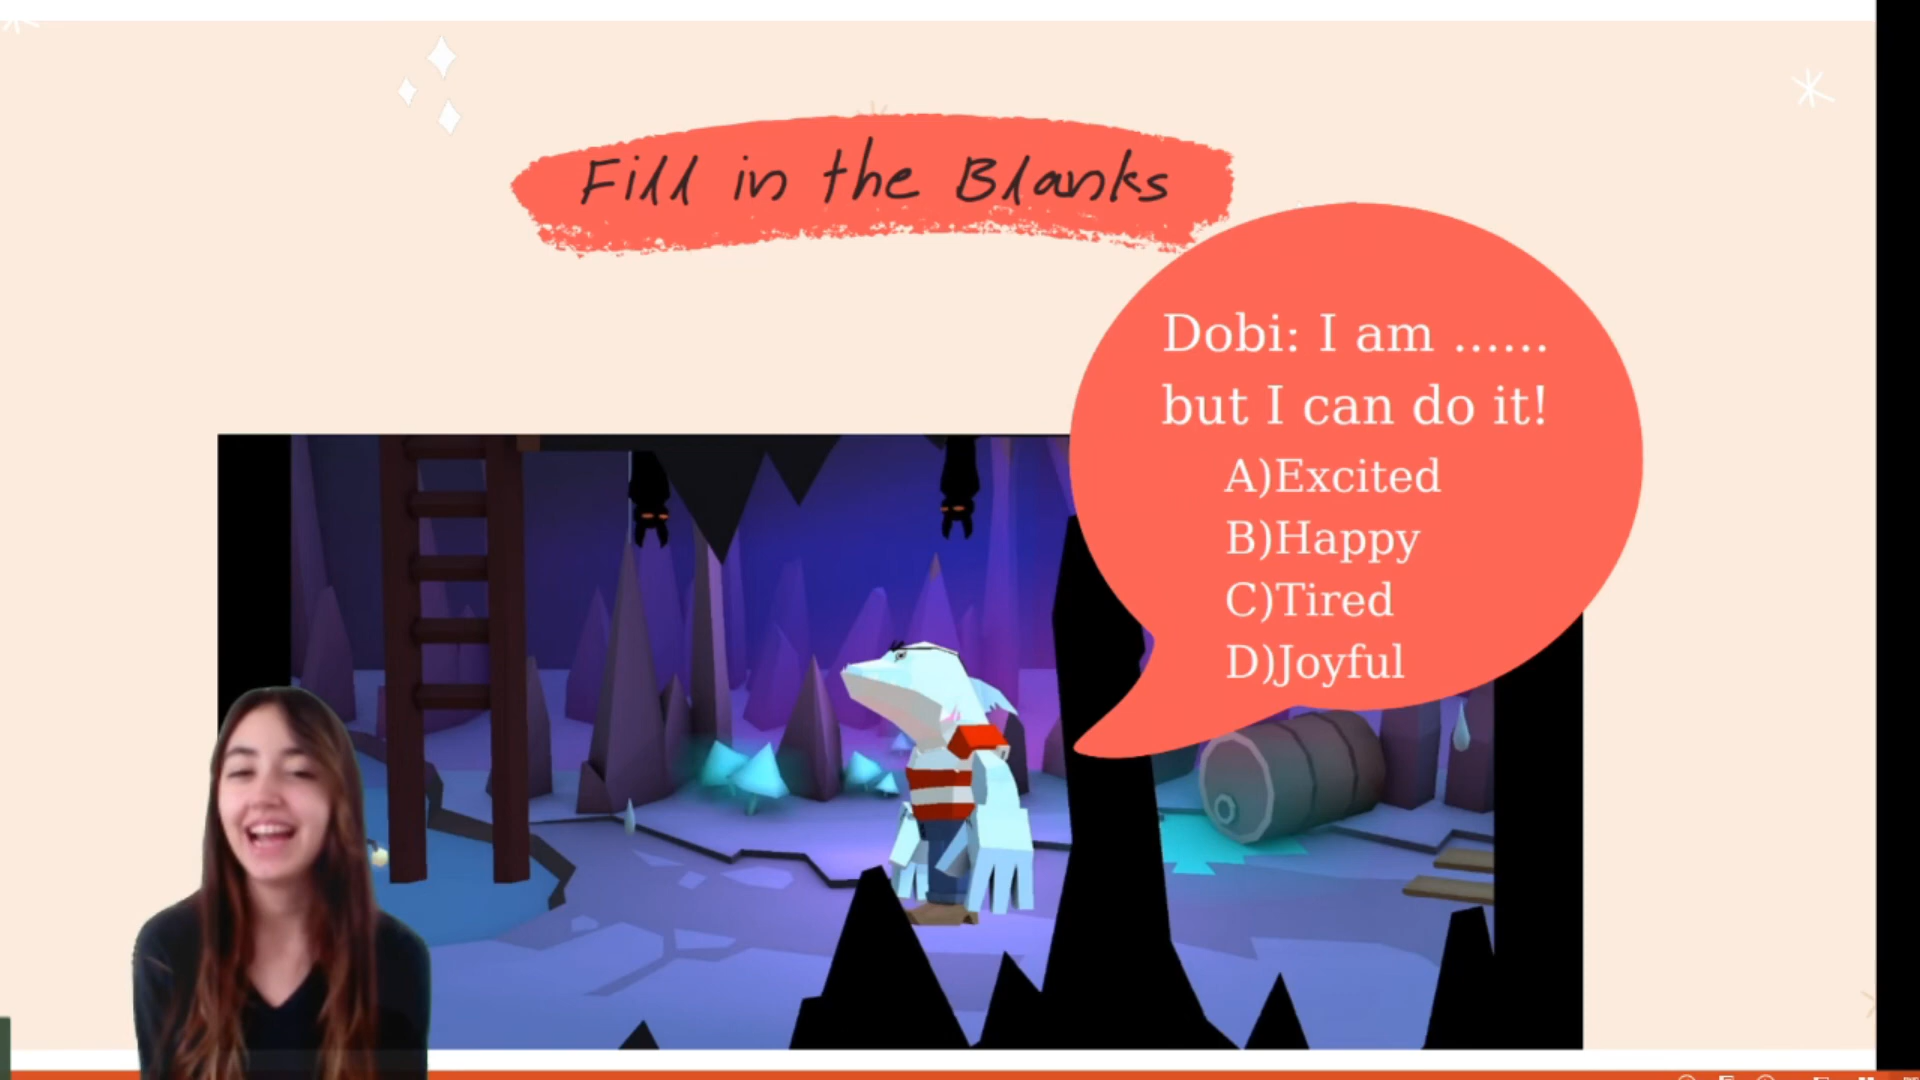 Fill in the Blanks
Dobi: I am ......
but I can do it!
A)Excited
B)Happy
C)Tired
D)Joyful